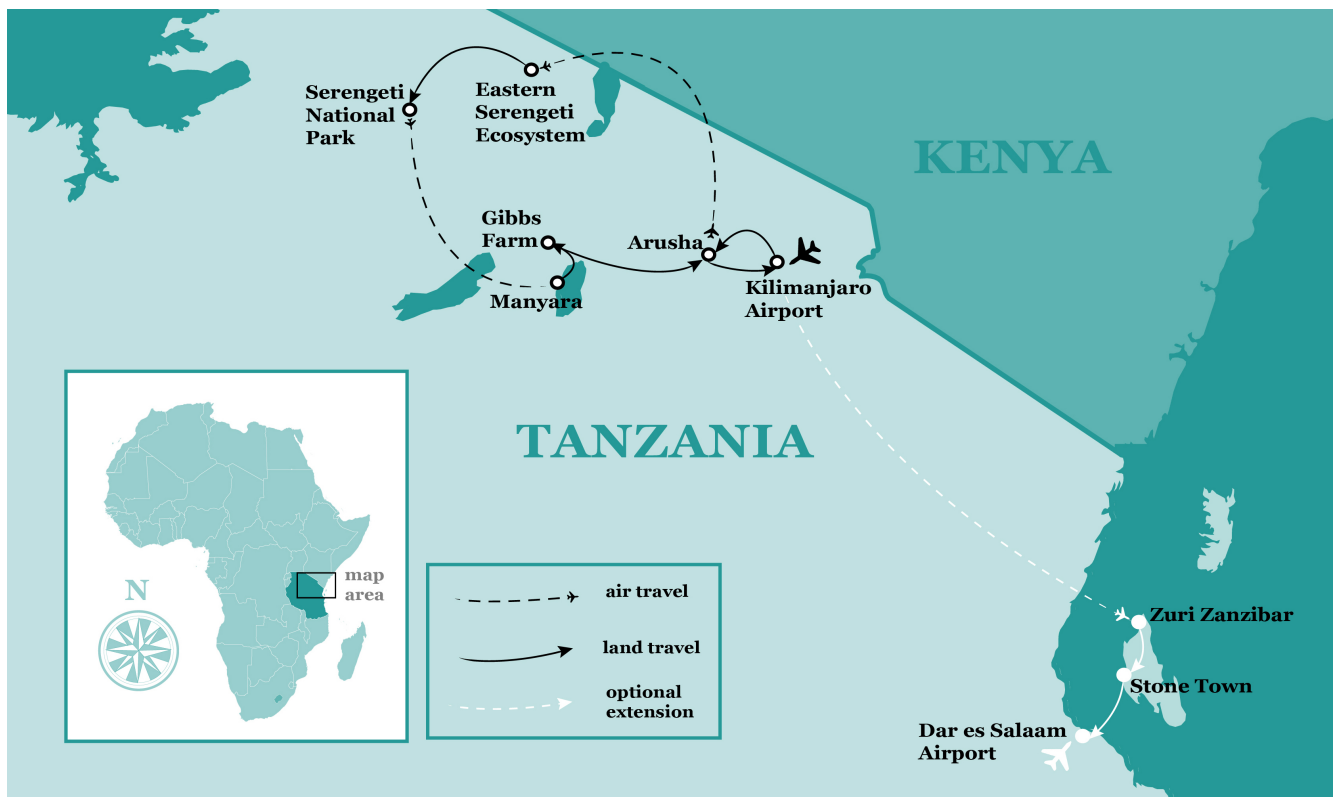 Serengeti
National
Park
Eastern
Serengeti
Ecosystem
KENYA
Gibbs
Farm
Arusha
Manyara
Kilimanjaro
Airport
TANZANIA
N
map
area
air travel
land travel
optional
extension
Zuri Zanzibar
Stone Town
Dar es Salaam
Airport